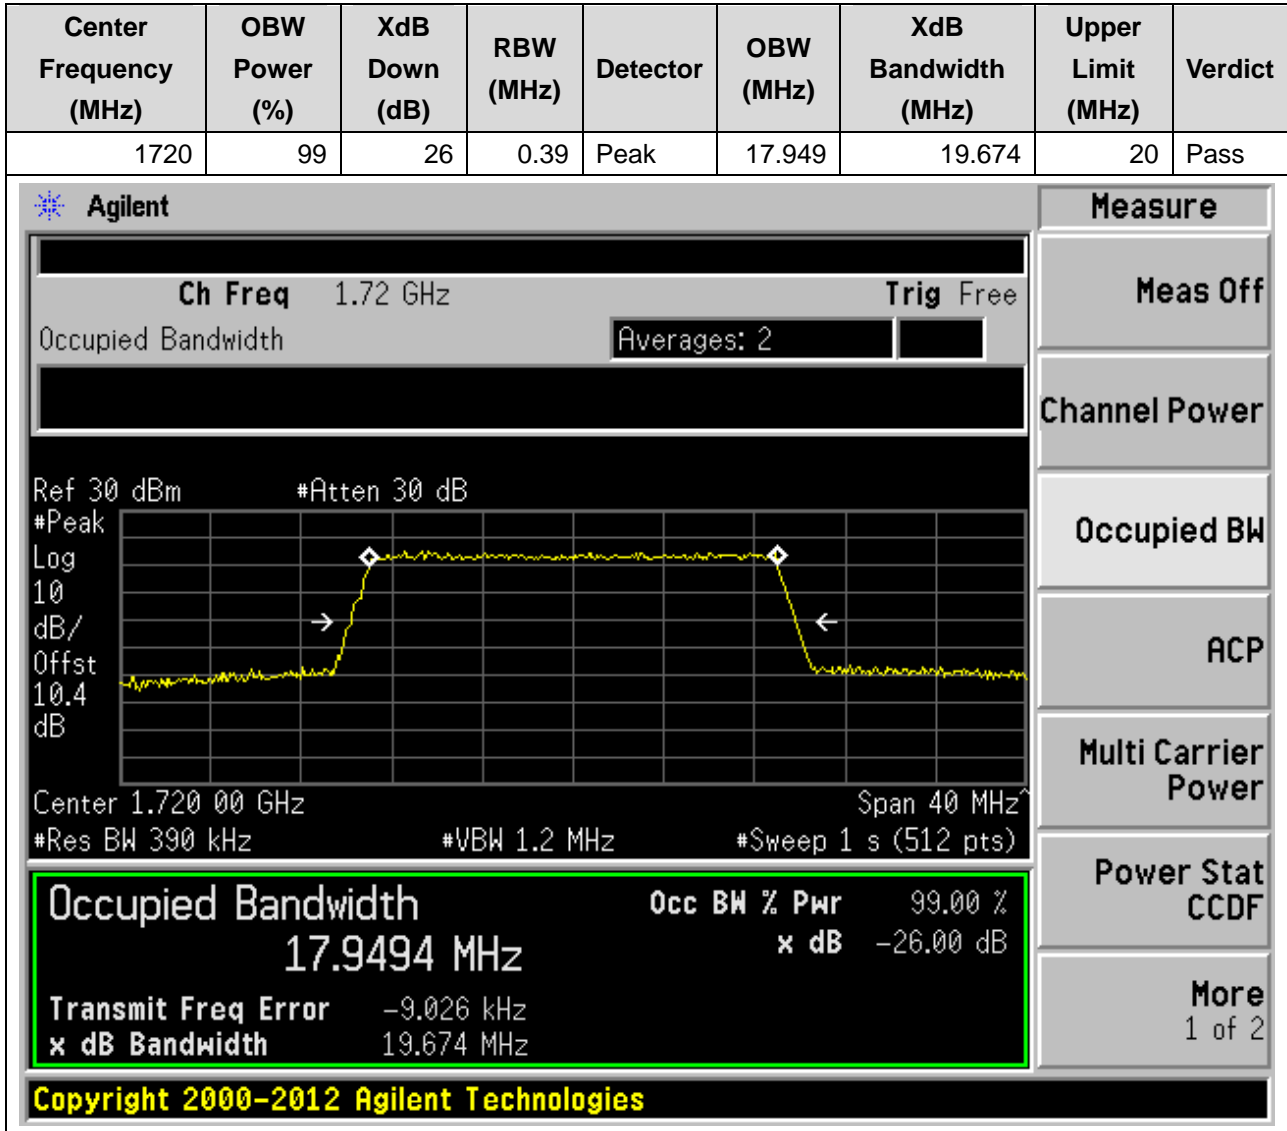 Center Frequency (MHz) OBW Power (%) XdB Down (dB) RBW (MHz) Detector OBW (MHz) XdB Bandwidth (MHz) Upper Limit (MHz) Verdict
1720 99 26 0.39 Peak 17.949 19.674 20 Pass
Agilent
Measure
Ch Freq 1.72 GHz Trig Free
Meas Off
Occupied Bandwidth Averages: 2
Channel Power
Ref 30 dBm #Atten 30 dB
#Peak
Log
10
dB/
Offst
10.4
dB
Occupied BW
ACP
Multi Carrier
Power
Center 1.720 00 GHz Span 40 MHz^
#Res BW 390 kHz #VBW 1.2 MHz #Sweep 1 s (512 pts)
Power Stat
CCDF
Occupied Bandwidth
17.9494 MHz
Occ BW % Pwr 99.00 %
x dB -26.00 dB
Transmit Freq Error -9.026 kHz
x dB Bandwidth 19.674 MHz
More
1 of 2
Copyright 2000-2012 Agilent Technologies